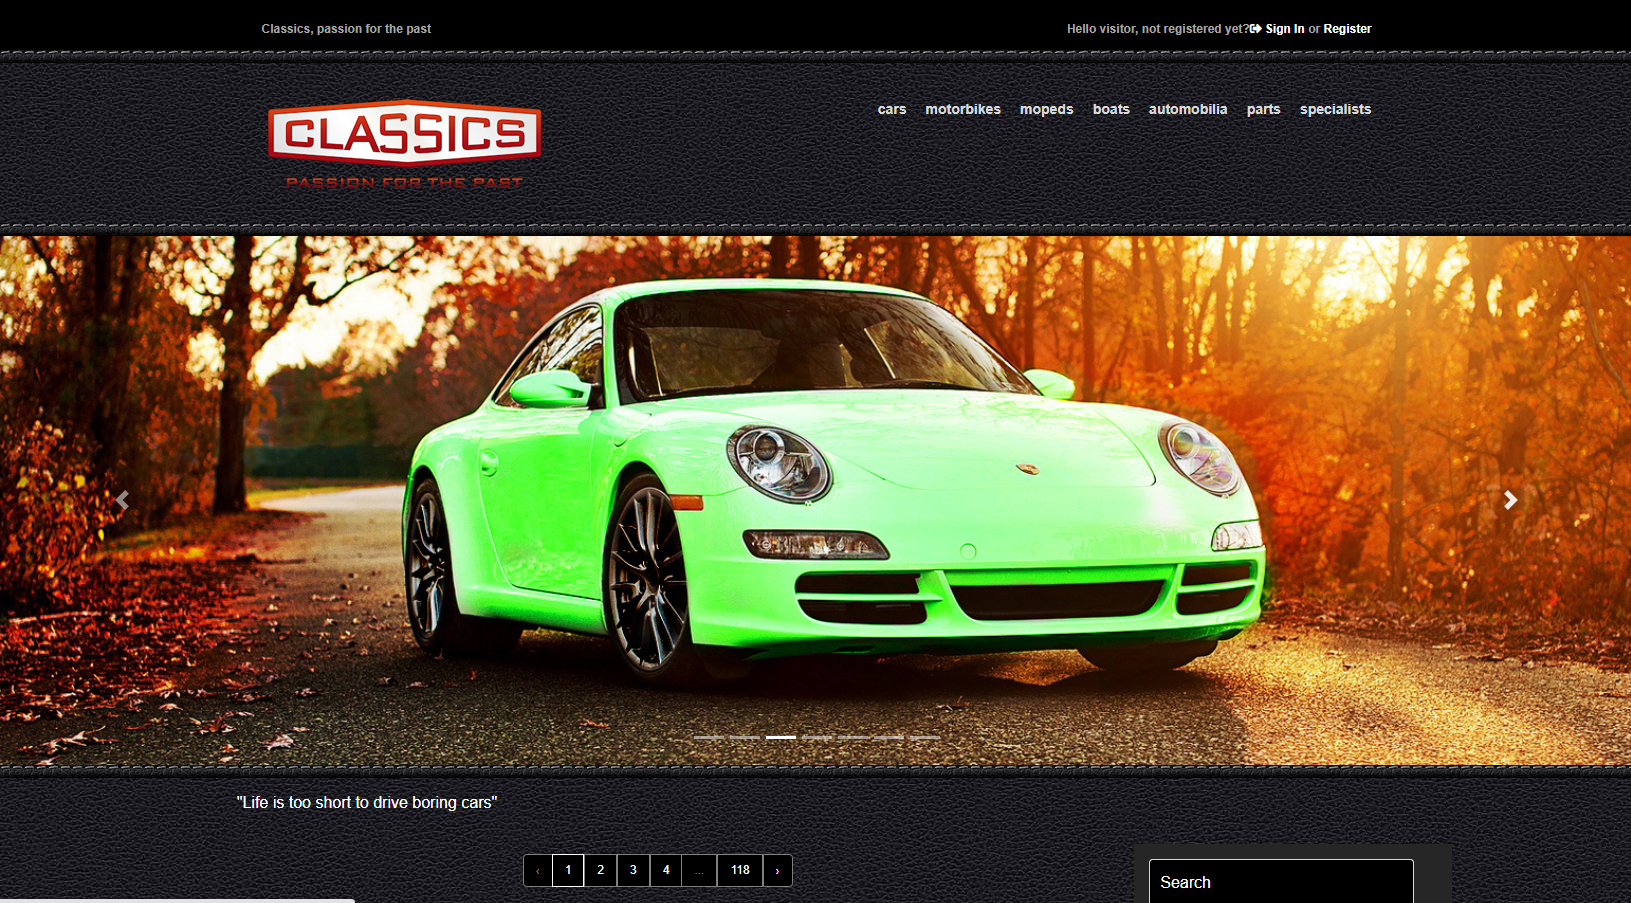 Classics, passion for the past
Hello visitor, not registered yet? Sign In or Register
CLASSICS
PASSION FOR THE PAST
cars motorbikes mopeds boats automobilia parts specialists
"Life is too short to drive boring cars"
‹ 1 2 3 4 ... 118 ›
Search